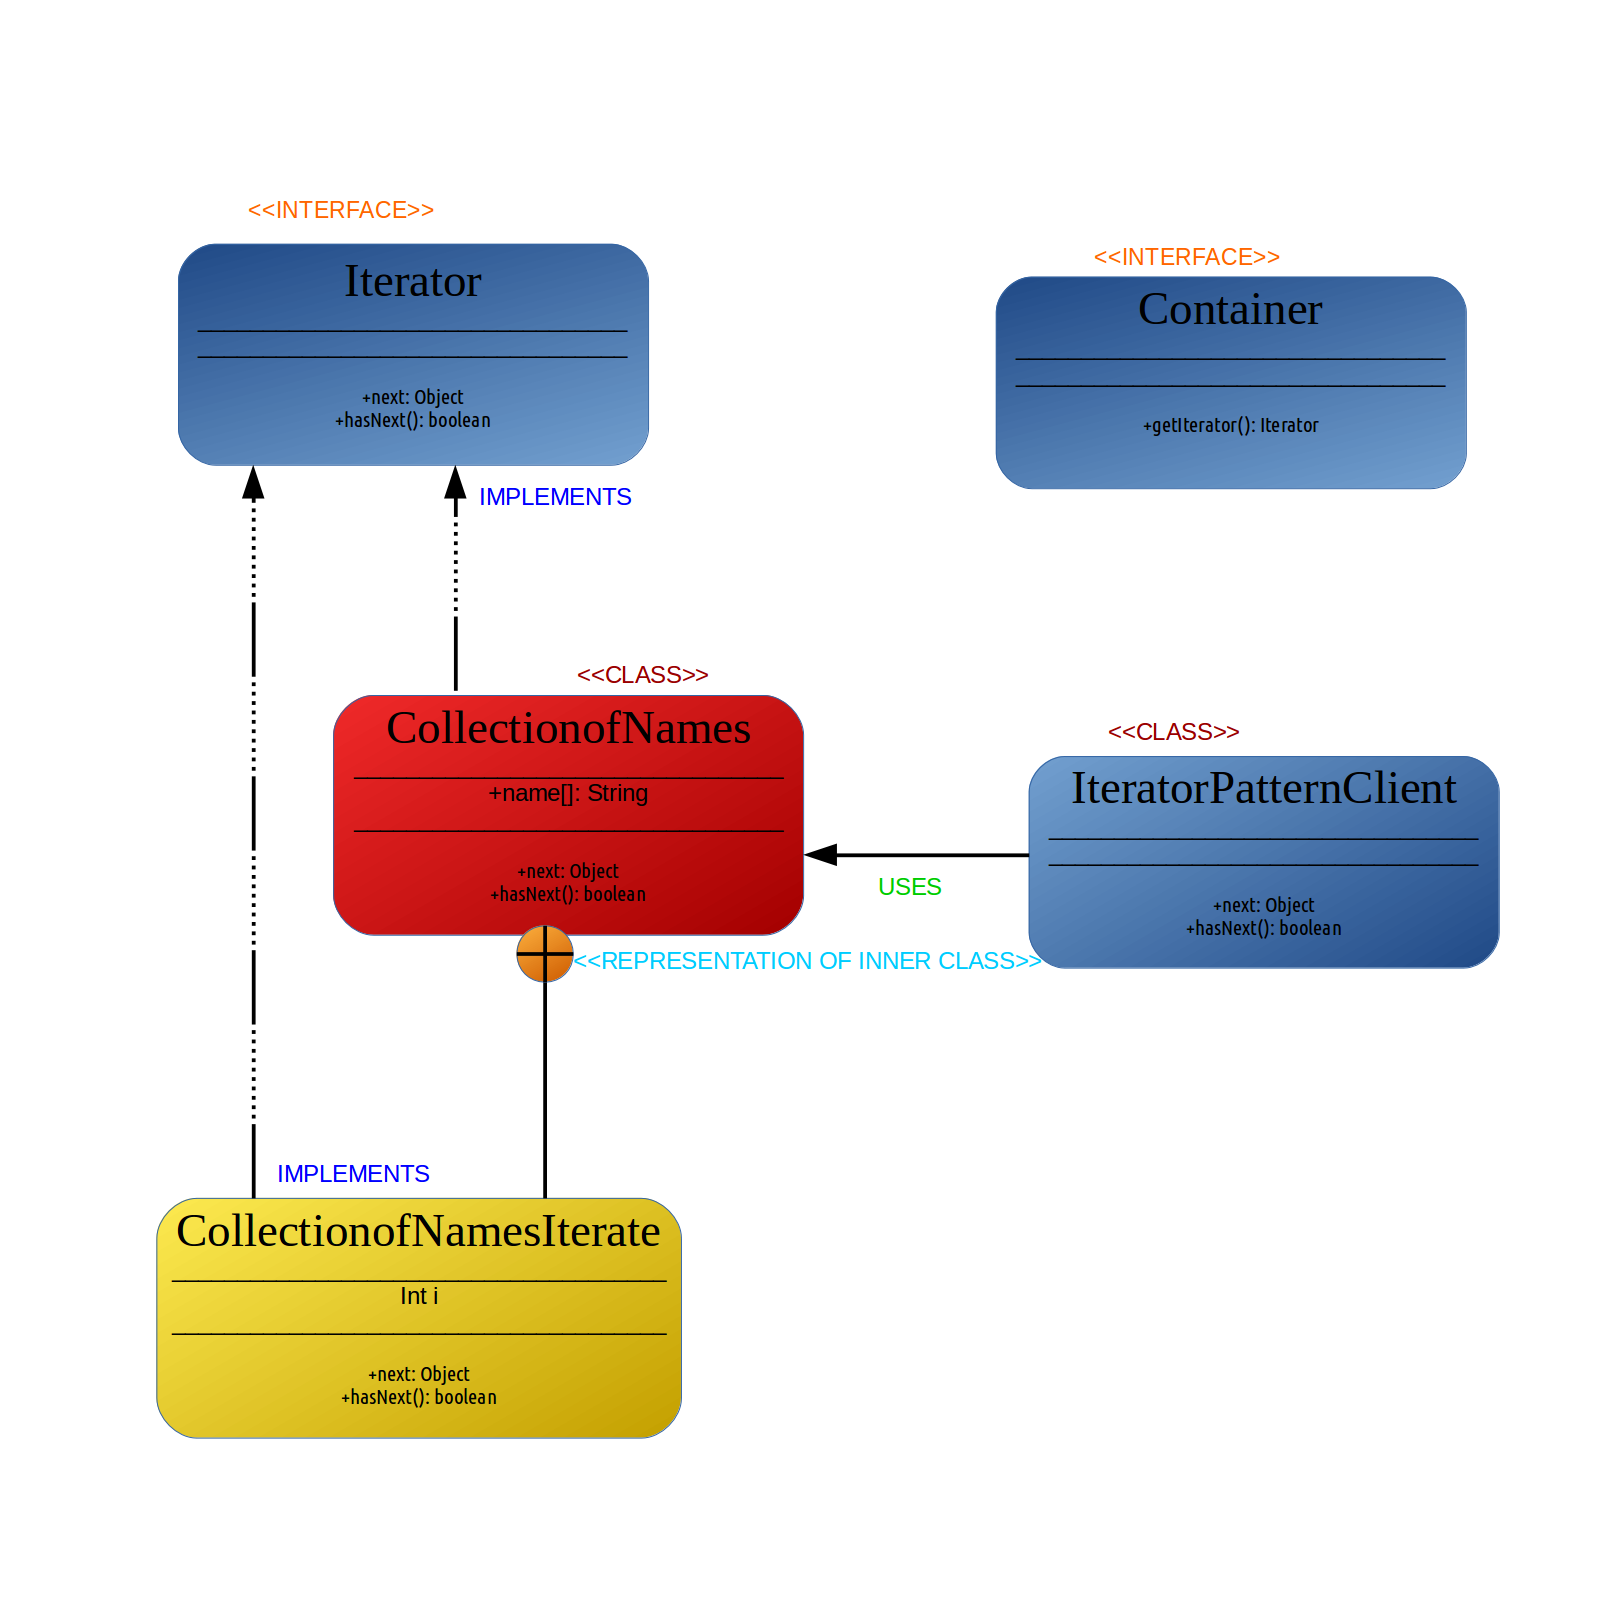 <<INTERFACE>>
Iterator
+next: Object
+hasNext(): boolean
<<INTERFACE>>
Container
+getIterator(): Iterator
IMPLEMENTS
<<CLASS>>
CollectionofNames
+name[]: String
+next: Object
+hasNext(): boolean
<<CLASS>>
IteratorPatternClient
+next: Object
+hasNext(): boolean
USES
<<REPRESENTATION OF INNER CLASS>>
IMPLEMENTS
CollectionofNamesIterate
Int i
+next: Object
+hasNext(): boolean